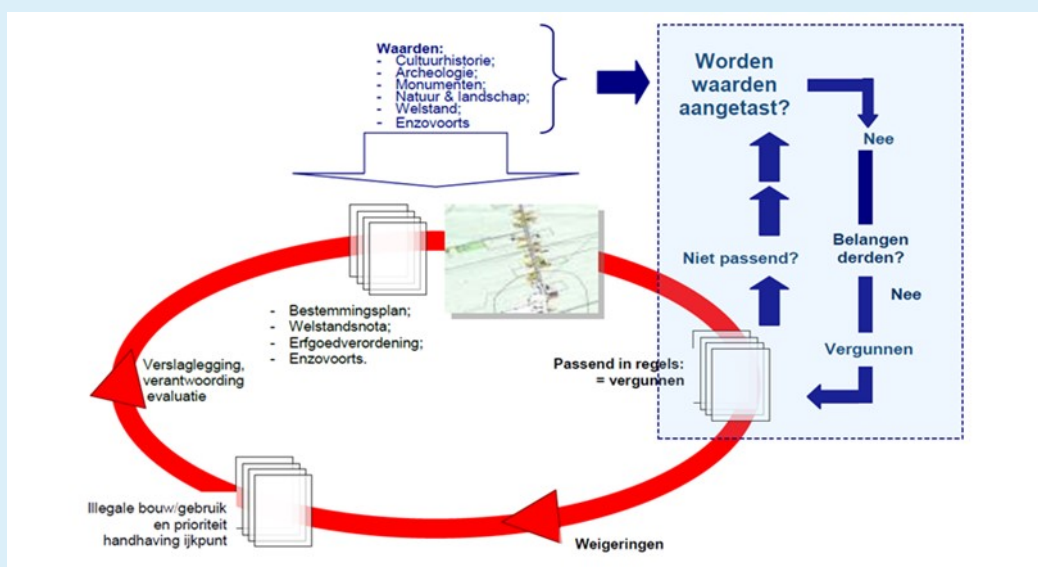 Waarden:
- Cultuurhistorie;
- Archeologie;
- Monumenten;
- Natuur & landschap;
- Welstand;
- Enzovoorts
Worden
waarden
aangetast?
Nee
Belangen
derden?
Nee
Vergunnen
Niet passend?
Passend in regels:
= vergunnen
- Bestemmingsplan;
- Welstandsnota;
- Erfgoedverordening;
- Enzovoorts.
Verslaglegging,
verantwoording
evaluatie
Illegale bouw/gebruik
en prioriteit
handhaving ijkpunt
Weigeringen